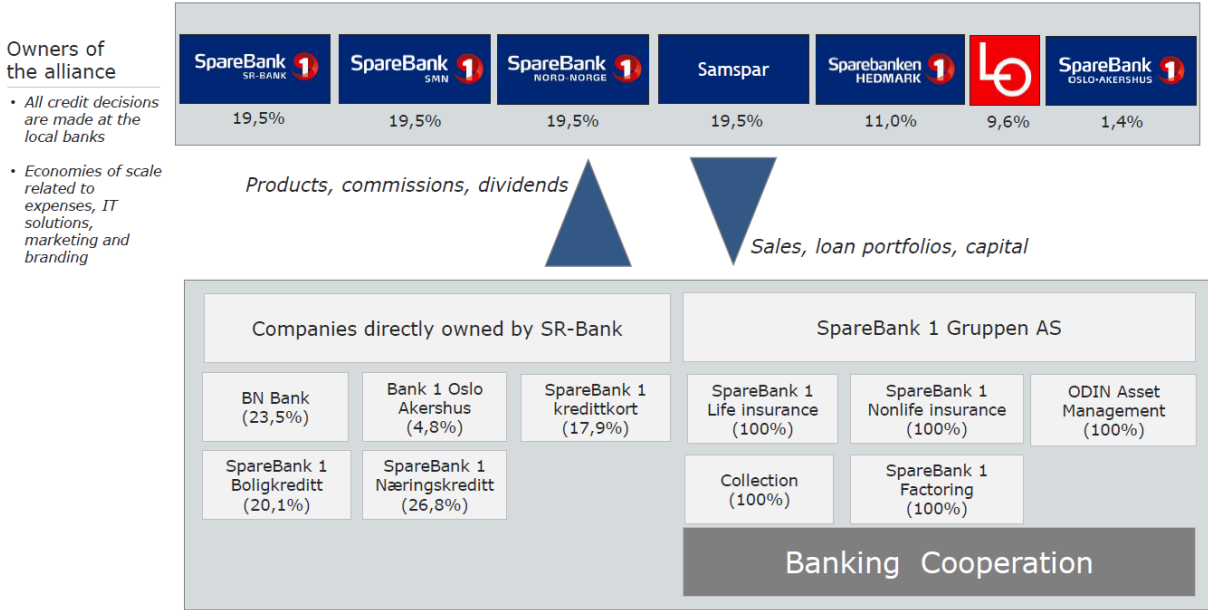 Owners of
the alliance
• All credit decisions
are made at the
local banks
• Economies of scale
related to
expenses, IT
solutions,
marketing and
branding
SpareBank 1
SR-BANK
19,5%
SpareBank 1
SMN
19,5%
SpareBank 1
NORD-NORGE
19,5%
Samspar
19,5%
Sparebanken 1
HEDMARK
11,0%
LO
9,6%
SpareBank 1
OSLO-AKERSHUS
1,4%
Products, commissions, dividends
Sales, loan portfolios, capital
Companies directly owned by SR-Bank
BN Bank
(23,5%)
Bank 1 Oslo
Akershus
(4,8%)
SpareBank 1
kredittkort
(17,9%)
SpareBank 1
Boligkreditt
(20,1%)
SpareBank 1
Næringskreditt
(26,8%)
SpareBank 1 Gruppen AS
SpareBank 1
Life insurance
(100%)
SpareBank 1
Nonlife insurance
(100%)
ODIN Asset
Management
(100%)
Collection
(100%)
SpareBank 1
Factoring
(100%)
Banking Cooperation